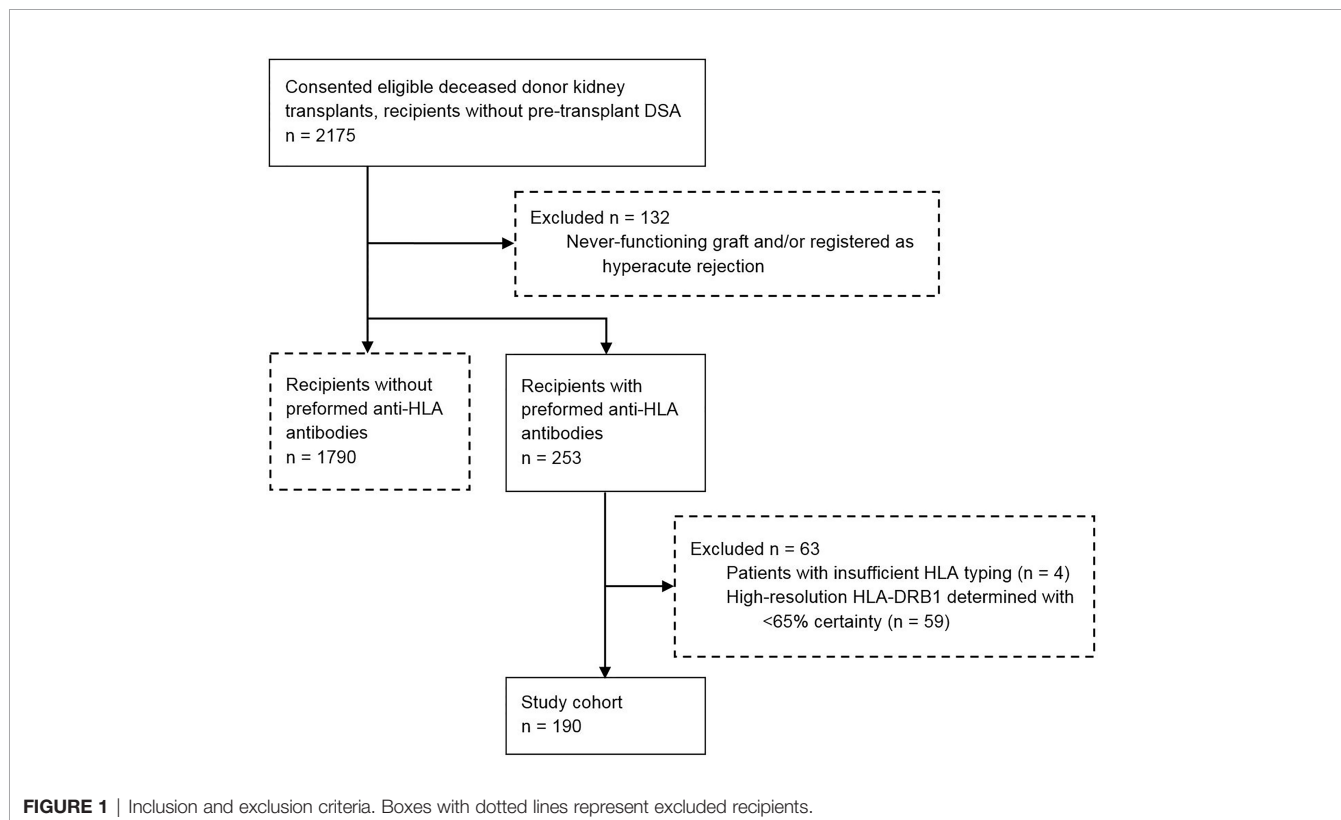 Consented eligible deceased donor kidney
transplants, recipients without pre-transplant DSA
n = 2175
Excluded n = 132
Never-functioning graft and/or registered as
hyperacute rejection
Recipients without
preformed anti-HLA
antibodies
n = 1790
Recipients with
preformed anti-HLA
antibodies
n = 253
Excluded n = 63
Patients with insufficient HLA typing (n = 4)
High-resolution HLA-DRB1 determined with
<65% certainty (n = 59)
Study cohort
n = 190
FIGURE 1 | Inclusion and exclusion criteria. Boxes with dotted lines represent excluded recipients.